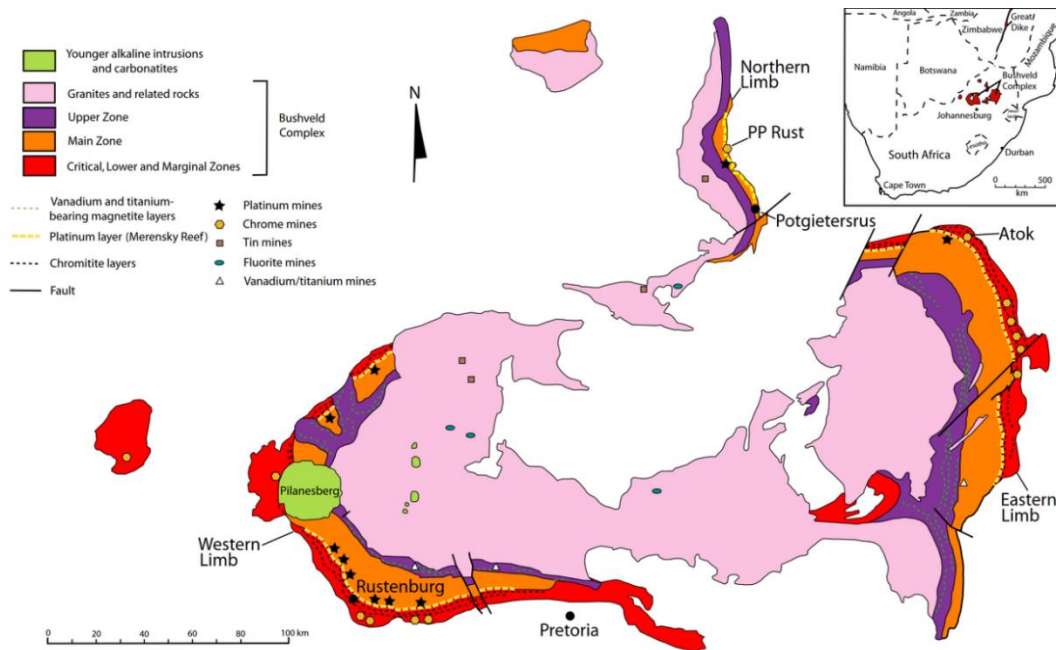 Younger alkaline intrusions
and carbonatites
Granites and related rocks
Upper Zone
Main Zone
Critical, Lower and Marginal Zones
Bushveld
Complex
Vanadium and titanium-
bearing magnetite layers
Platinum layer (Merensky Reef)
Chromitite layers
Fault
Platinum mines
Chrome mines
Tin mines
Fluorite mines
Vanadium/titanium mines
N
Northern
Limb
PP Rust
Potgietersrus
Atok
Eastern
Limb
Pilanesberg
Western
Limb
Rustenburg
Pretoria
0 20 40 60 80 100 km
Angola
Zambia
Zimbabwe
Great
Dike
Mozambique
Namibia
Botswana
Bushveld
Complex
Johannesburg
South Africa
Lesotho
Durban
Cape Town
0 500
km